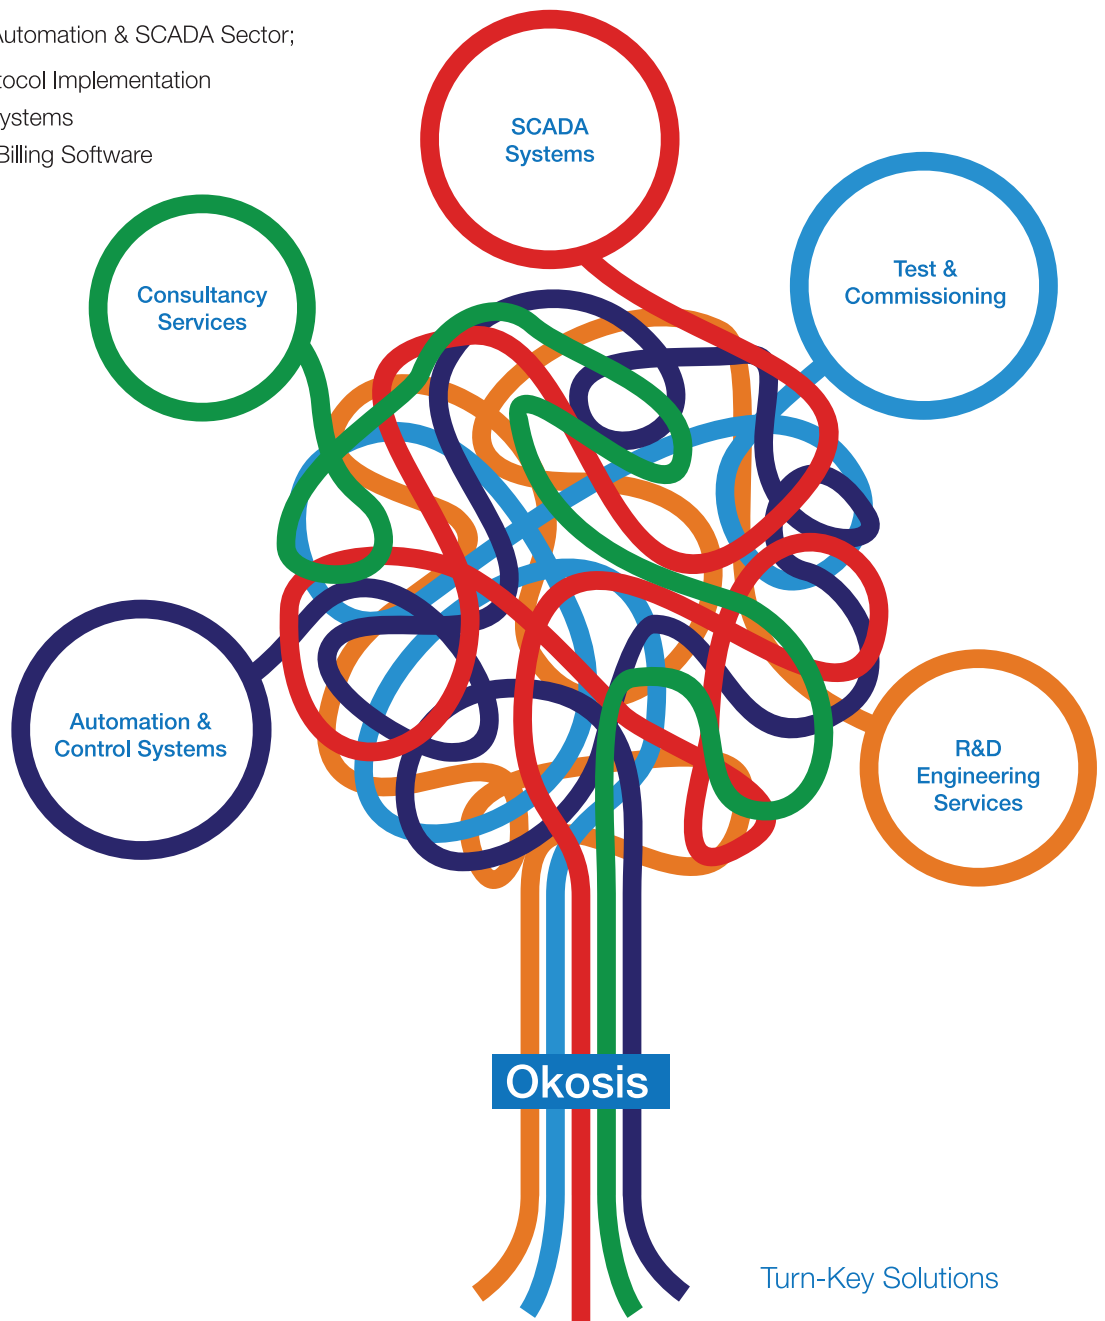 Automation & SCADA Sector;
tocol Implementation
ystems
Billing Software
SCADA
Systems
Test &
Commissioning
Consultancy
Services
Automation &
Control Systems
R&D
Engineering
Services
Okosis
Turn-Key Solutions